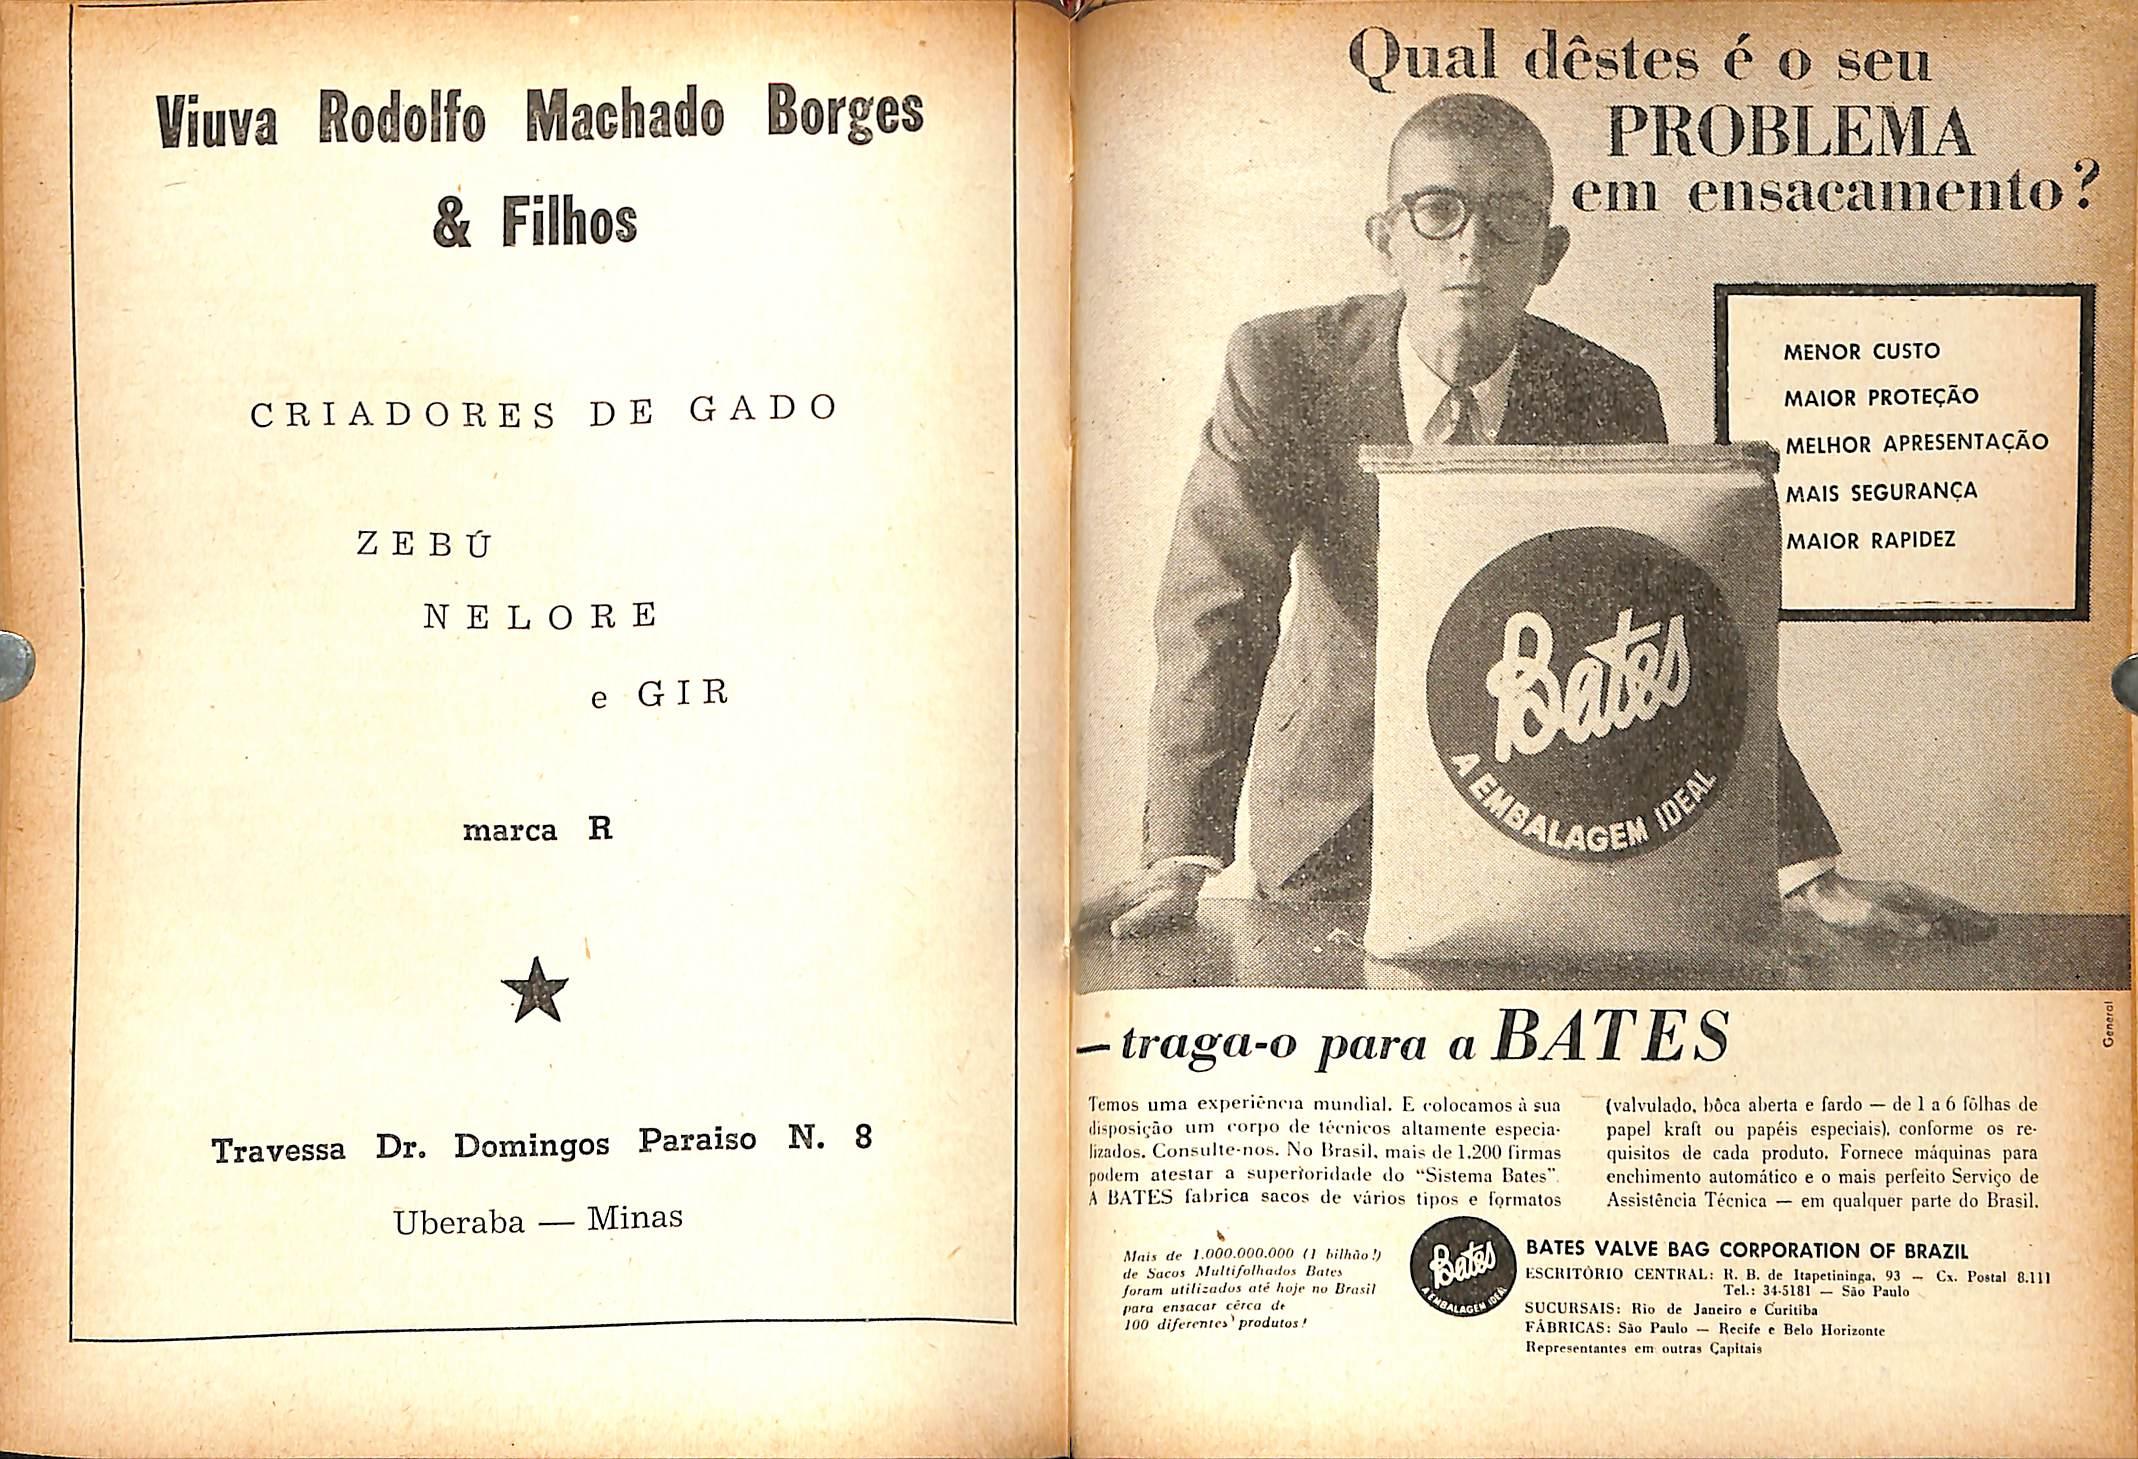 Viuva Rodolfo Machado Borges
& Filhos
CRIADORES DE GADO
ZEBÚ
NELORE
e GIR
marca R
Travessa Dr. Domingos Paraiso N. 8
Uberaba — Minas
Qual dêstes é o seu
PROBLEMA
em ensacamento?
MENOR CUSTO
MAIOR PROTEÇÃO
MELHOR APRESENTAÇÃO
MAIS SEGURANÇA
MAIOR RAPIDEZ
Bates
A EMBALAGEM IDEAL
General
— traga-o para a BATES
Temos uma experiência mundial. E colocamos à sua
disposição um corpo de técnicos altamente especia-
lizados. Consulte-nos. No Brasil, mais de 1.200 firmas
podem atestar a superioridade do “Sistema Bates”.
A BATES fabrica sacos de vários tipos e formatos
(valvulado, bôca aberta e fardo — de 1 a 6 fôlhas de
papel kraft ou papéis especiais), conforme os re-
quisitos de cada produto. Fornece máquinas para
enchimento automático e o mais perfeito Serviço de
Assistência Técnica — em qualquer parte do Brasil.
Mais de 1.000.000.000 (1 bilhão!)
de Sacos Multifolhados Bates
foram utilizados até hoje no Brasil
para ensacar cêrca de
100 diferentes produtos!
Bates
A EMBALAGEM IDEAL
BATES VALVE BAG CORPORATION OF BRAZIL
ESCRITÓRIO CENTRAL: R. B. de Itapetininga, 93 — Cx. Postal 8.111
Tel.: 34-5181 — São Paulo
SUCURSAIS: Rio de Janeiro e Curitiba
FÁBRICAS: São Paulo — Recife e Belo Horizonte
Representantes em outras Capitais